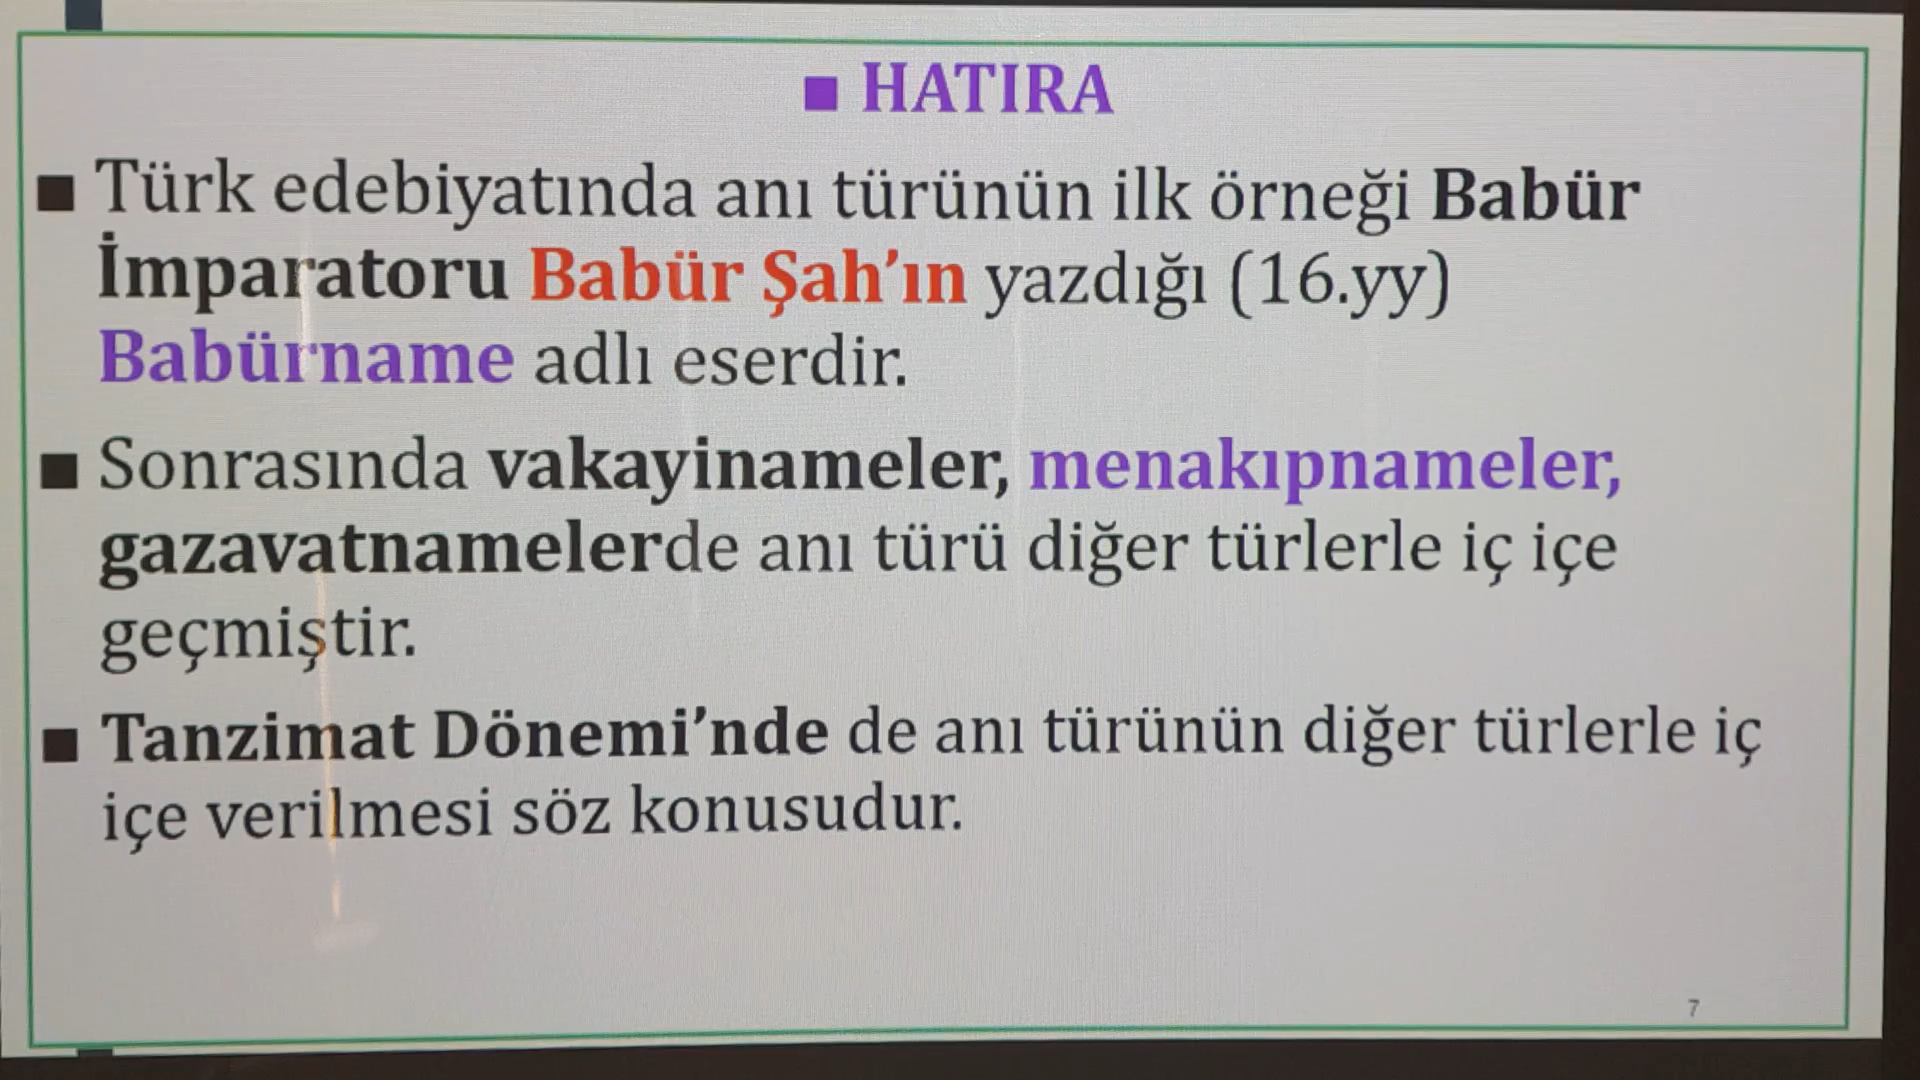 ▪ HATIRA
▪ Türk edebiyatında anı türünün ilk örneği Babür
İmparatoru Babür Şah’ın yazdığı (16.yy)
Babürname adlı eserdir.
▪ Sonrasında vakayinameler, menakıpnameler,
gazavatnamelerde anı türü diğer türlerle iç içe
geçmiştir.
▪ Tanzimat Dönemi’nde de anı türünün diğer türlerle iç
içe verilmesi söz konusudur.
7